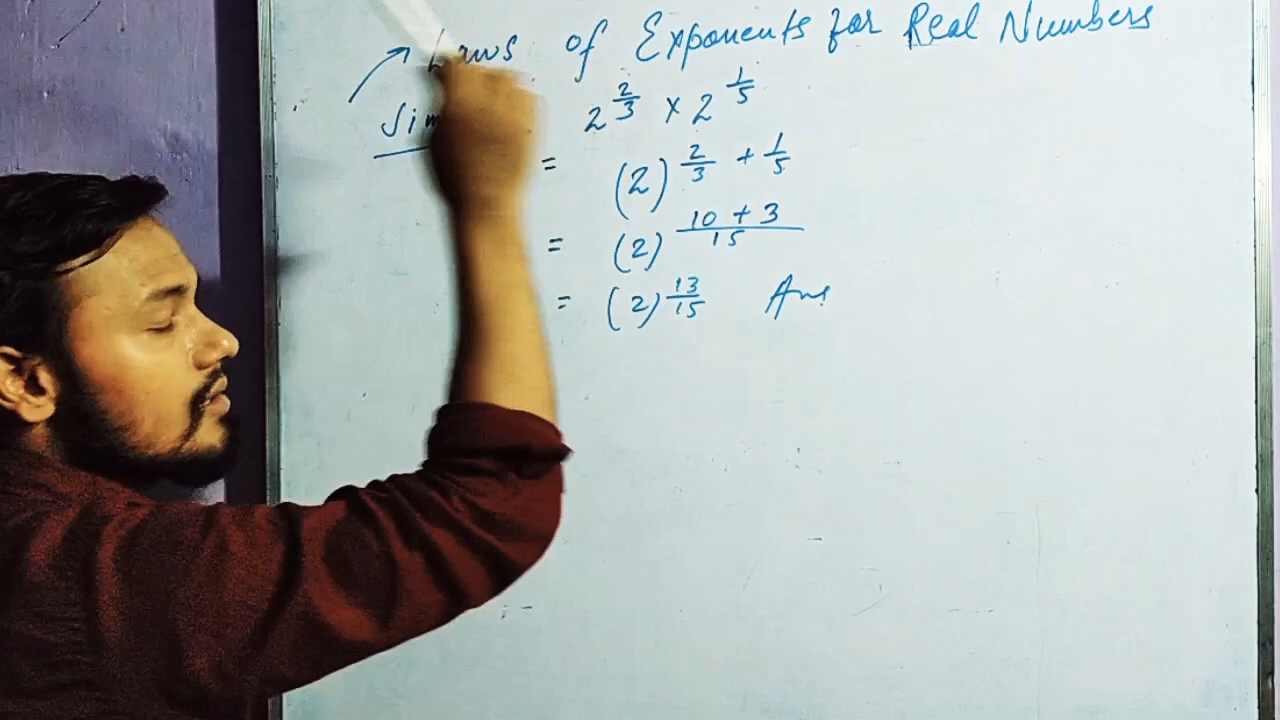 Laws of Exponents for Real Numbers
2^{2/3} × 2^{1/5}
= (2)^{2/3 + 1/5}
= (2)^{(10 + 3)/15}
= (2)^{13/15} Ans